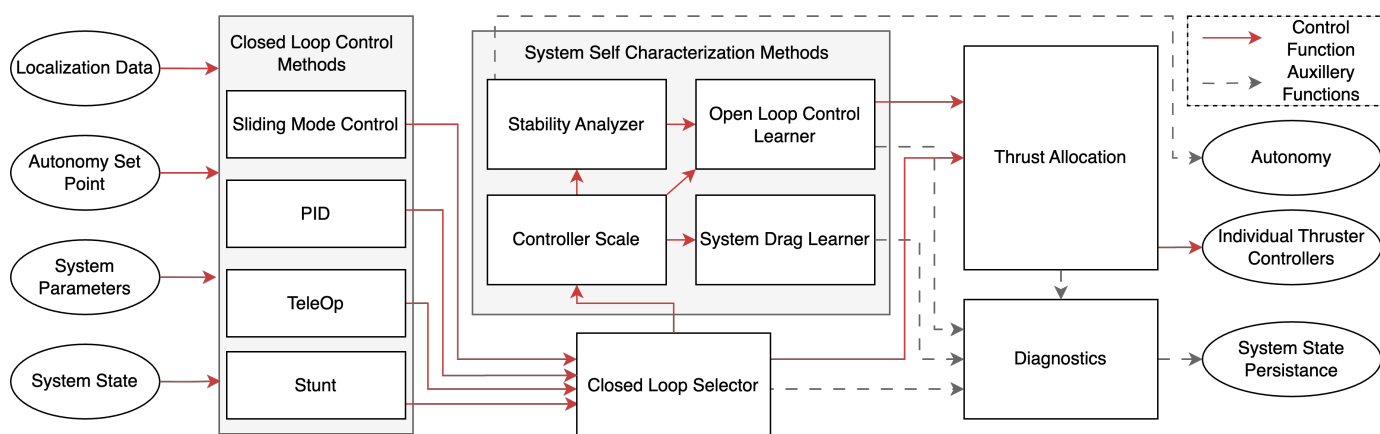 Localization Data
Autonomy Set
Point
System
Parameters
System State
Closed Loop Control
Methods
Sliding Mode Control
PID
TeleOp
Stunt
System Self Characterization Methods
Stability Analyzer
Open Loop Control
Learner
Controller Scale
System Drag Learner
Closed Loop Selector
Thrust Allocation
Diagnostics
Control
Function
Auxillery
Functions
Autonomy
Individual Thruster
Controllers
System State
Persistance